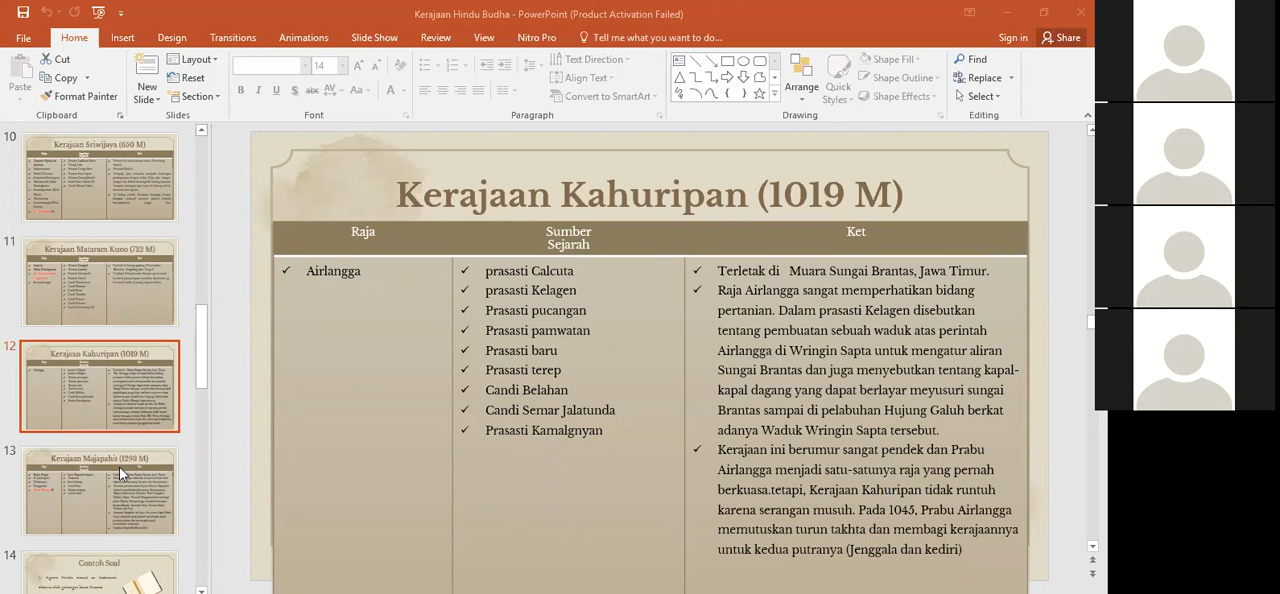 Kerajaan Hindu Budha - PowerPoint (Product Activation Failed)
File Home Insert Design Transitions Animations Slide Show Review View Nitro Pro Tell me what you want to do... Sign in Share
Paste
Cut
Copy
Format Painter
Clipboard
New
Slide
Layout
Reset
Section
Slides
14
B I U S abc AV Aa A
Font
Text Direction
Align Text
Convert to SmartArt
Paragraph
Arrange
Quick
Styles
Shape Fill
Shape Outline
Shape Effects
Drawing
Find
Replace
Select
Editing
10
Kerajaan Sriwijaya (650 M)
11
Kerajaan Mataram Kuno (732 M)
12
Kerajaan Kahuripan (1019 M)
13
Kerajaan Majapahit (1293 M)
14
Contoh Soal
Kerajaan Kahuripan (1019 M)
Raja
Sumber
Sejarah
Ket
✓ Airlangga
✓ prasasti Calcuta
✓ prasasti Kelagen
✓ Prasasti pucangan
✓ Prasasti pamwatan
✓ Prasasti baru
✓ Prasasti terep
✓ Candi Belahan
✓ Candi Semar Jalatunda
✓ Prasasti Kamalgnyan
✓ Terletak di Muara Sungai Brantas, Jawa Timur.
✓ Raja Airlangga sangat memperhatikan bidang
pertanian. Dalam prasasti Kelagen disebutkan
tentang pembuatan sebuah waduk atas perintah
Airlangga di Wringin Sapta untuk mengatur aliran
Sungai Brantas dan juga menyebutkan tentang kapal-
kapal dagang yang berlayar meyusuri sungai
Brantas sampai di pelabuhan Hujung Galuh berkat
adanya Waduk Wringin Sapta tersebut.
✓ Kerajaan ini berumur sangat pendek dan Prabu
Airlangga menjadi satu-satunya raja yang pernah
berkuasa.tetapi, Kerajaan Kahuripan tidak runtuh
karena serangan musuh. Pada 1045, Prabu Airlangga
memutuskan turun takhta dan membagi kerajaannya
untuk kedua putranya (Jenggala dan kediri)